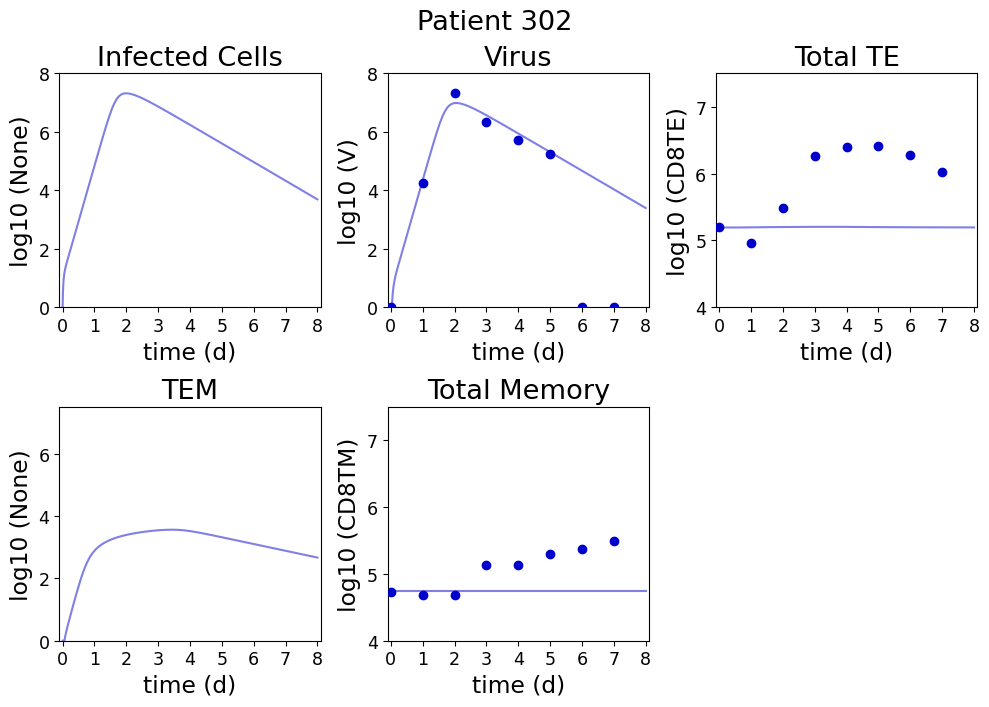 Patient 302
Infected Cells
Virus
Total TE
log10 (None)
8
6
4
2
0
0 1 2 3 4 5 6 7 8
time (d)
log10 (V)
8
6
4
2
0
0 1 2 3 4 5 6 7 8
time (d)
log10 (CD8TE)
7
6
5
4
0 1 2 3 4 5 6 7 8
time (d)
TEM
Total Memory
log10 (None)
6
4
2
0
0 1 2 3 4 5 6 7 8
time (d)
log10 (CD8TM)
7
6
5
4
0 1 2 3 4 5 6 7 8
time (d)